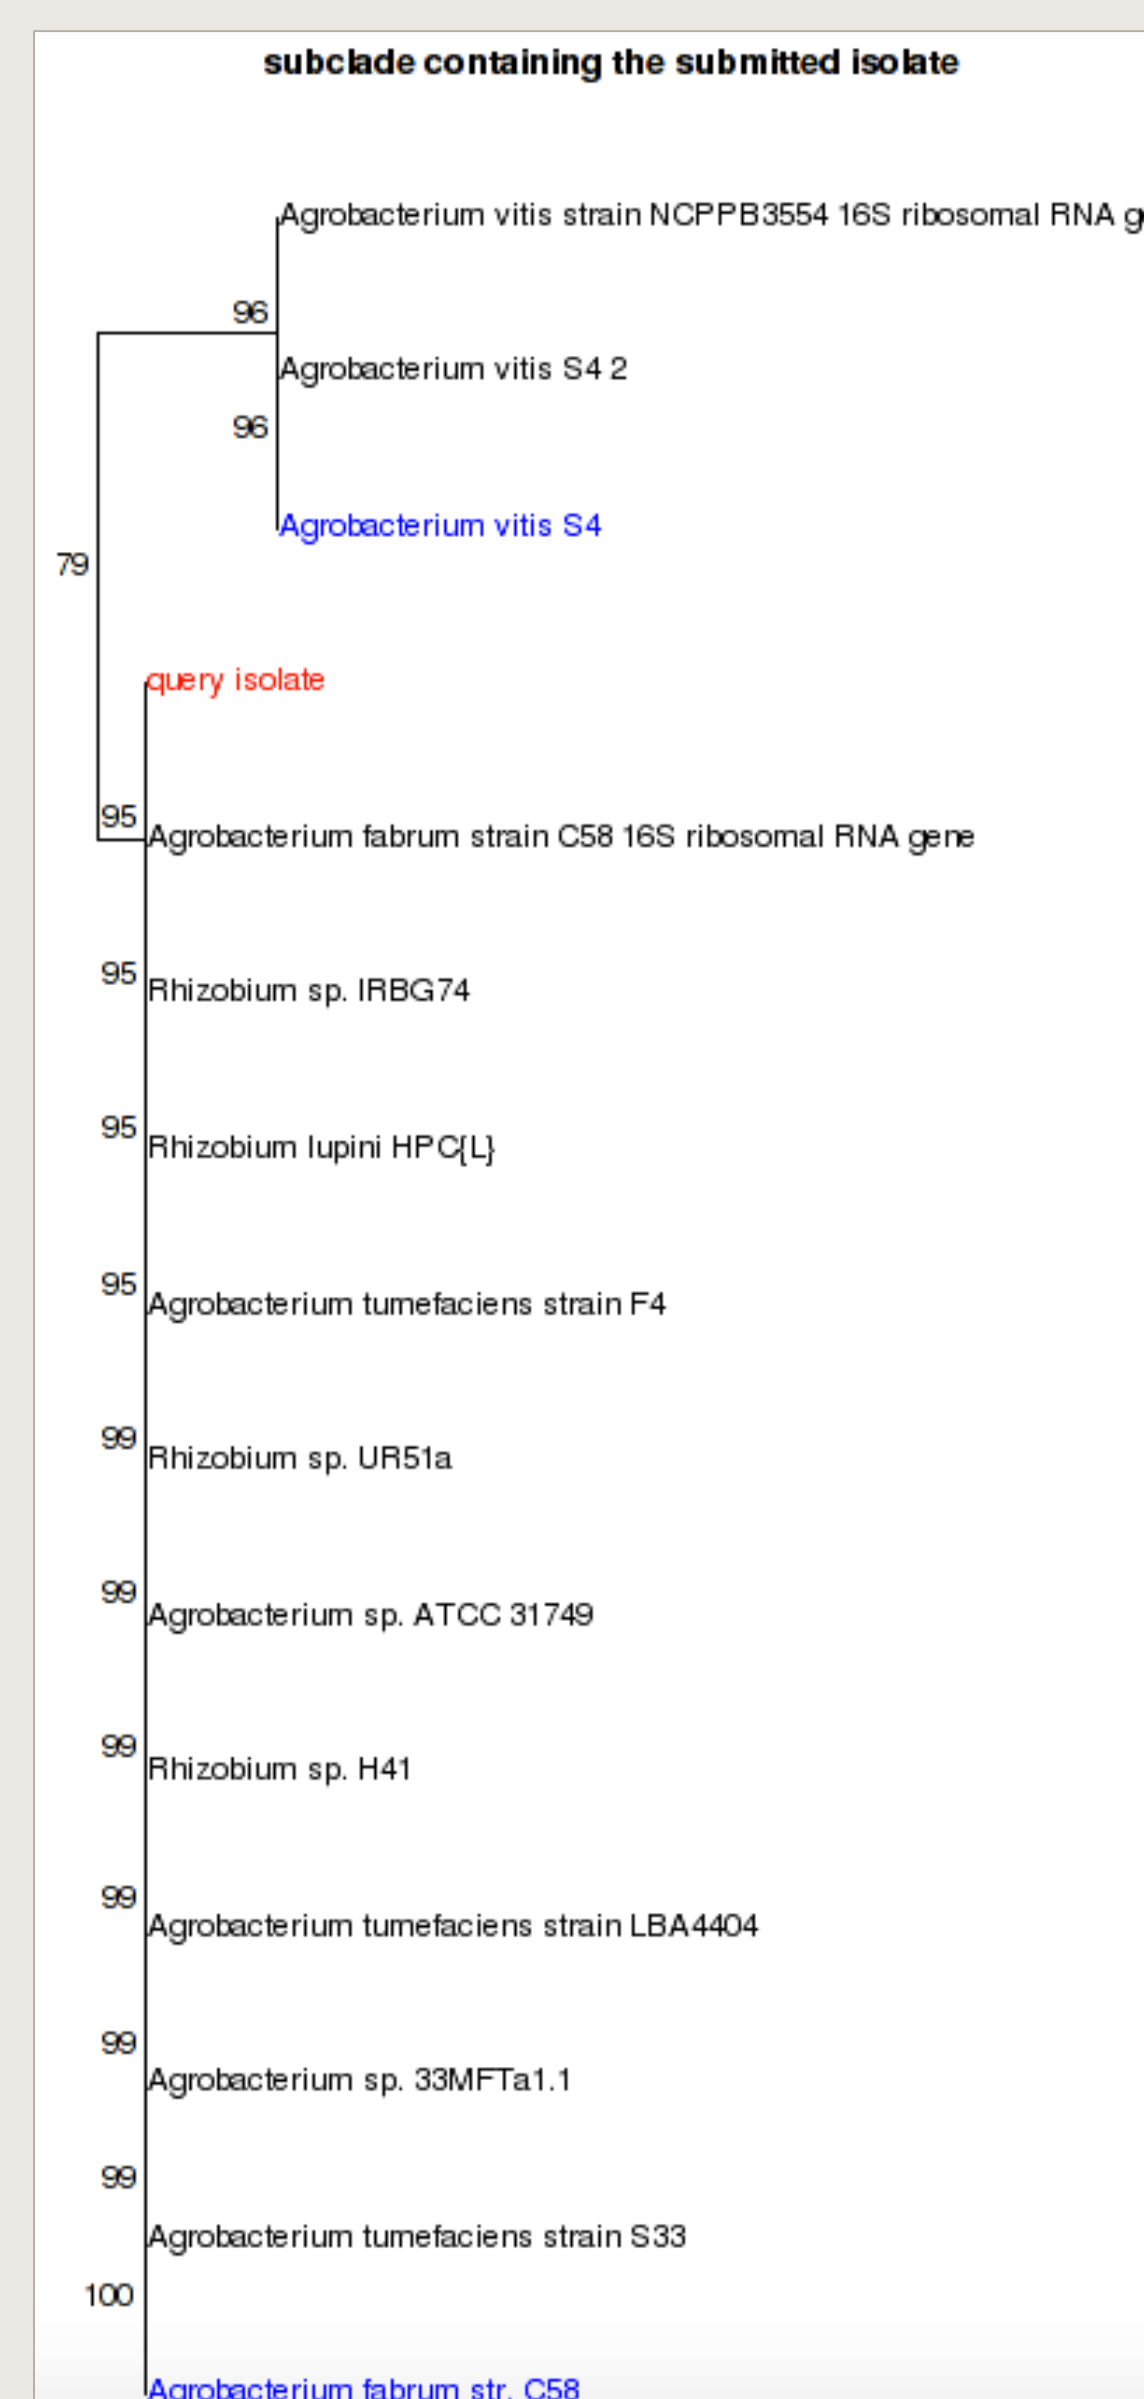 subclade containing the submitted isolate
Agrobacterium vitis strain NCPPB3554 16S ribosomal RNA
96
Agrobacterium vitis S4 2
96
Agrobacterium vitis S4
79
query isolate
95
Agrobacterium fabrum strain C58 16S ribosomal RNA gene
95
Rhizobium sp. IRBG74
95
Rhizobium lupini HPC{L}
95
Agrobacterium tumefaciens strain F4
99
Rhizobium sp. UR51a
99
Agrobacterium sp. ATCC 31749
99
Rhizobium sp. H41
99
Agrobacterium tumefaciens strain LBA4404
99
Agrobacterium sp. 33MFTa1.1
99
Agrobacterium tumefaciens strain S33
100
Agrobacterium fabrum str. C58